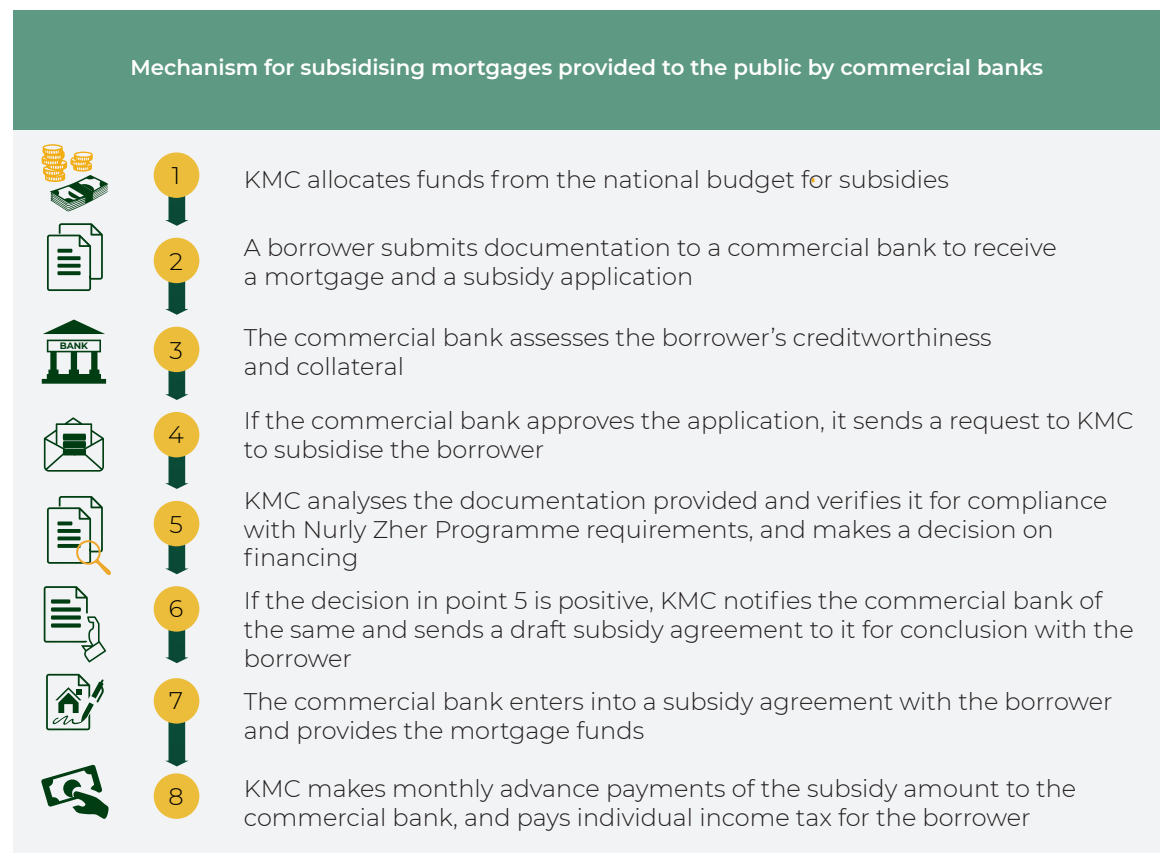 Mechanism for subsidising mortgages provided to the public by commercial banks
1
KMC allocates funds from the national budget for subsidies
2
A borrower submits documentation to a commercial bank to receive
a mortgage and a subsidy application
BANK
3
The commercial bank assesses the borrower’s creditworthiness
and collateral
4
If the commercial bank approves the application, it sends a request to KMC
to subsidise the borrower
5
KMC analyses the documentation provided and verifies it for compliance
with Nurly Zher Programme requirements, and makes a decision on
financing
6
If the decision in point 5 is positive, KMC notifies the commercial bank of
the same and sends a draft subsidy agreement to it for conclusion with the
borrower
7
The commercial bank enters into a subsidy agreement with the borrower
and provides the mortgage funds
8
KMC makes monthly advance payments of the subsidy amount to the
commercial bank, and pays individual income tax for the borrower